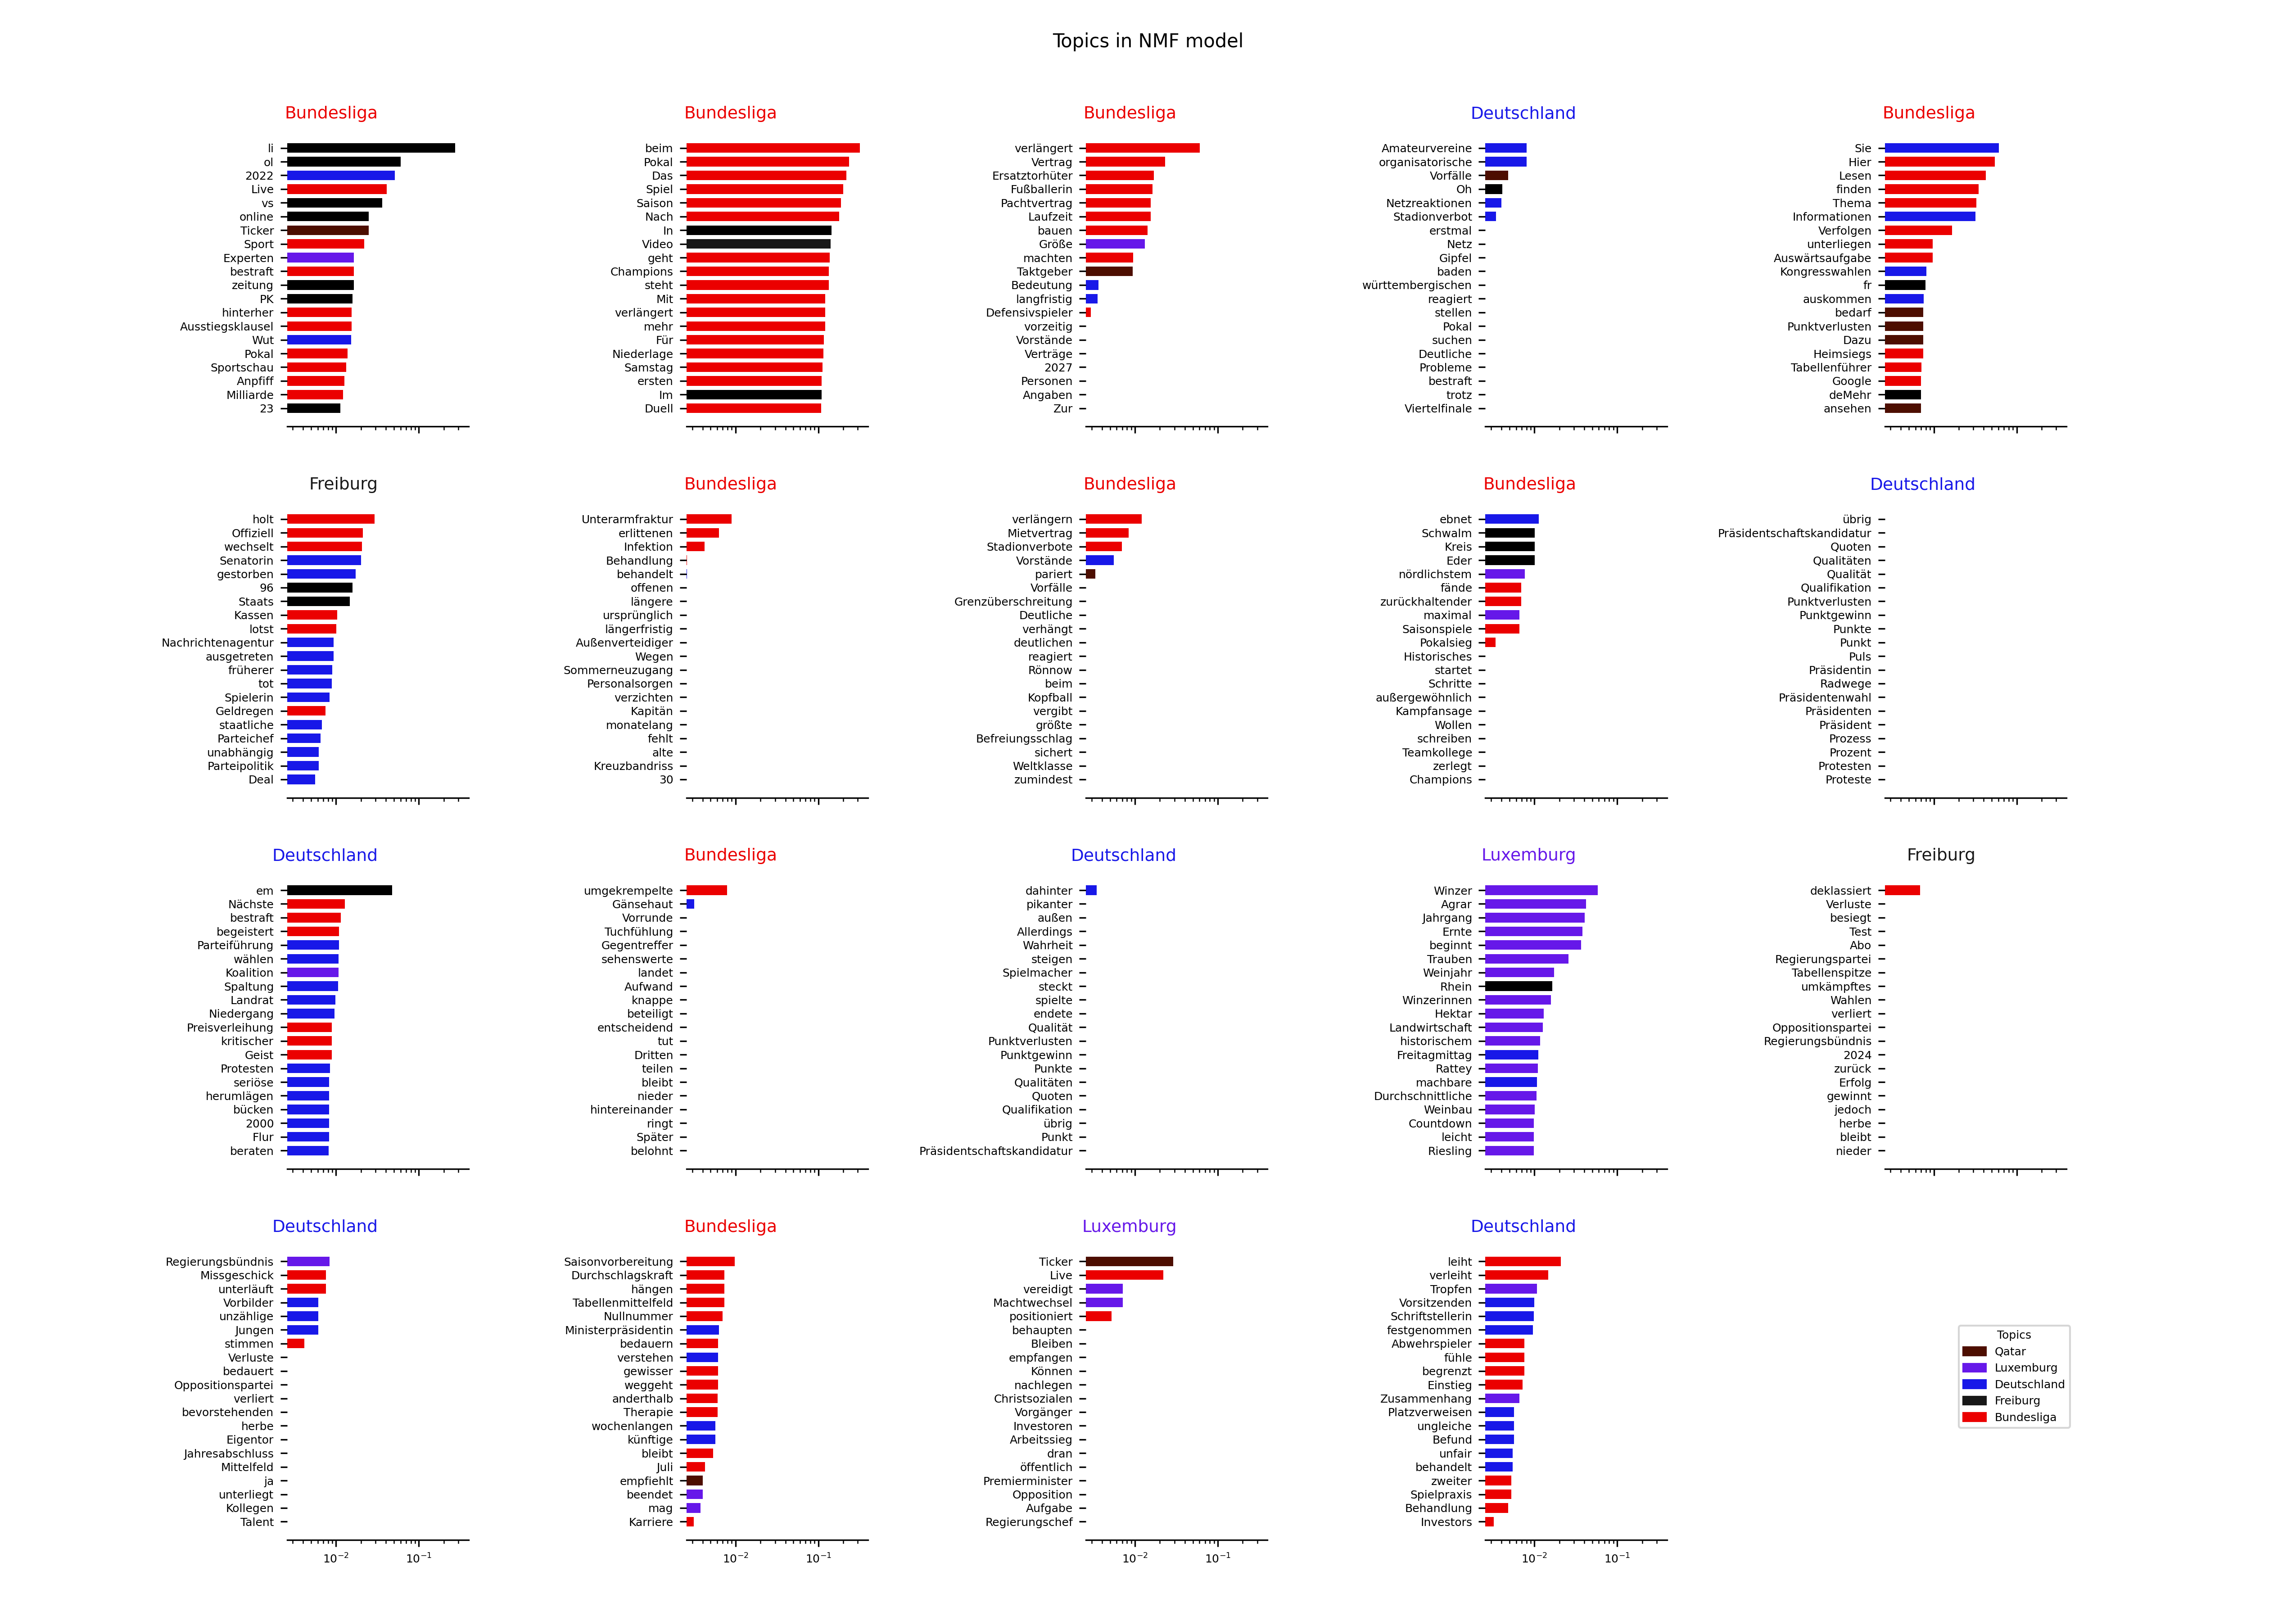 Topics in NMF model
Bundesliga
li
ol
2022
Live
vs
online
Ticker
Sport
Experten
bestraft
zeitung
PK
hinterher
Ausstiegsklausel
Wut
Pokal
Sportschau
Anpfiff
Milliarde
23
Bundesliga
beim
Pokal
Das
Spiel
Saison
Nach
In
Video
geht
Champions
steht
Mit
verlängert
mehr
Für
Niederlage
Samstag
ersten
Im
Duell
Bundesliga
verlängert
Vertrag
Ersatztorhüter
Fußballerin
Pachtvertrag
Laufzeit
bauen
Größe
machten
Taktgeber
Bedeutung
langfristig
Defensivspieler
vorzeitig
Vorstände
Verträge
2027
Personen
Angaben
Zur
Deutschland
Amateurvereine
organisatorische
Vorfälle
Oh
Netzreaktionen
Stadionverbot
erstmal
Netz
Gipfel
baden
württembergischen
reagiert
stellen
Pokal
suchen
Deutliche
Probleme
bestraft
trotz
Viertelfinale
Bundesliga
Sie
Hier
Lesen
finden
Thema
Informationen
Verfolgen
unterliegen
Auswärtsaufgabe
Kongresswahlen
fr
auskommen
bedarf
Punktverlusten
Dazu
Heimsiegs
Tabellenführer
Google
deMehr
ansehen
Freiburg
holt
Offiziell
wechselt
Senatorin
gestorben
96
Staats
Kassen
lotst
Nachrichtenagentur
ausgetreten
früherer
tot
Spielerin
Geldregen
staatliche
Parteichef
unabhängig
Parteipolitik
Deal
Bundesliga
Unterarmfraktur
erlittenen
Infektion
Behandlung
behandelt
offenen
längere
ursprünglich
längerfristig
Außenverteidiger
Wegen
Sommerneuzugang
Personalsorgen
verzichten
Kapitän
monatelang
fehlt
alte
Kreuzbandriss
30
Bundesliga
verlängern
Mietvertrag
Stadionverbote
Vorstände
pariert
Vorfälle
Grenzüberschreitung
Deutliche
verhängt
deutlichen
reagiert
Rönnow
beim
Kopfball
vergibt
größte
Befreiungsschlag
sichert
Weltklasse
zumindest
Bundesliga
ebnet
Schwalm
Kreis
Eder
nördlichstem
fände
zurückhaltender
maximal
Saisonspiele
Pokalsieg
Historisches
startet
Schritte
außergewöhnlich
Kampfansage
Wollen
schreiben
Teamkollege
zerlegt
Champions
Deutschland
übrig
Präsidentschaftskandidatur
Quoten
Qualitäten
Qualität
Qualifikation
Punktverlusten
Punktgewinn
Punkte
Punkt
Puls
Präsidentin
Radwege
Präsidentenwahl
Präsidenten
Präsident
Prozess
Prozent
Protesten
Proteste
Deutschland
em
Nächste
bestraft
begeistert
Parteiführung
wählen
Koalition
Spaltung
Landrat
Niedergang
Preisverleihung
kritischer
Geist
Protesten
seriöse
herumlägen
bücken
2000
Flur
beraten
Bundesliga
umgekrempelte
Gänsehaut
Vorrunde
Tuchfühlung
Gegentreffer
sehenswerte
landet
Aufwand
knappe
beteiligt
entscheidend
tut
Dritten
teilen
bleibt
nieder
hintereinander
ringt
Später
belohnt
Deutschland
dahinter
pikanter
außen
Allerdings
Wahrheit
steigen
Spielmacher
steckt
spielte
endete
Qualität
Punktverlusten
Punktgewinn
Punkte
Qualitäten
Quoten
Qualifikation
übrig
Punkt
Präsidentschaftskandidatur
Luxemburg
Winzer
Agrar
Jahrgang
Ernte
beginnt
Trauben
Weinjahr
Rhein
Winzerinnen
Hektar
Landwirtschaft
historischem
Freitagmittag
Rattey
machbare
Durchschnittliche
Weinbau
Countdown
leicht
Riesling
Freiburg
deklassiert
Verluste
besiegt
Test
Abo
Regierungspartei
Tabellenspitze
umkämpftes
Wahlen
verliert
Oppositionspartei
Regierungsbündnis
2024
zurück
Erfolg
gewinnt
jedoch
herbe
bleibt
nieder
Deutschland
Regierungsbündnis
Missgeschick
unterläuft
Vorbilder
unzählige
Jungen
stimmen
Verluste
bedauert
Oppositionspartei
verliert
bevorstehenden
herbe
Eigentor
Jahresabschluss
Mittelfeld
ja
unterliegt
Kollegen
Talent
10⁻² 10⁻¹
Bundesliga
Saisonvorbereitung
Durchschlagskraft
hängen
Tabellenmittelfeld
Nullnummer
Ministerpräsidentin
bedauern
verstehen
gewisser
weggeht
anderthalb
Therapie
wochenlangen
künftige
bleibt
Juli
empfiehlt
beendet
mag
Karriere
10⁻² 10⁻¹
Luxemburg
Ticker
Live
vereidigt
Machtwechsel
positioniert
behaupten
Bleiben
empfangen
Können
nachlegen
Christsozialen
Vorgänger
Investoren
Arbeitssieg
dran
öffentlich
Premierminister
Opposition
Aufgabe
Regierungschef
10⁻² 10⁻¹
Deutschland
leiht
verleiht
Tropfen
Vorsitzenden
Schriftstellerin
festgenommen
Abwehrspieler
fühle
begrenzt
Einstieg
Zusammenhang
Platzverweisen
ungleiche
Befund
unfair
behandelt
zweiter
Spielpraxis
Behandlung
Investors
10⁻² 10⁻¹
Topics
Qatar
Luxemburg
Deutschland
Freiburg
Bundesliga